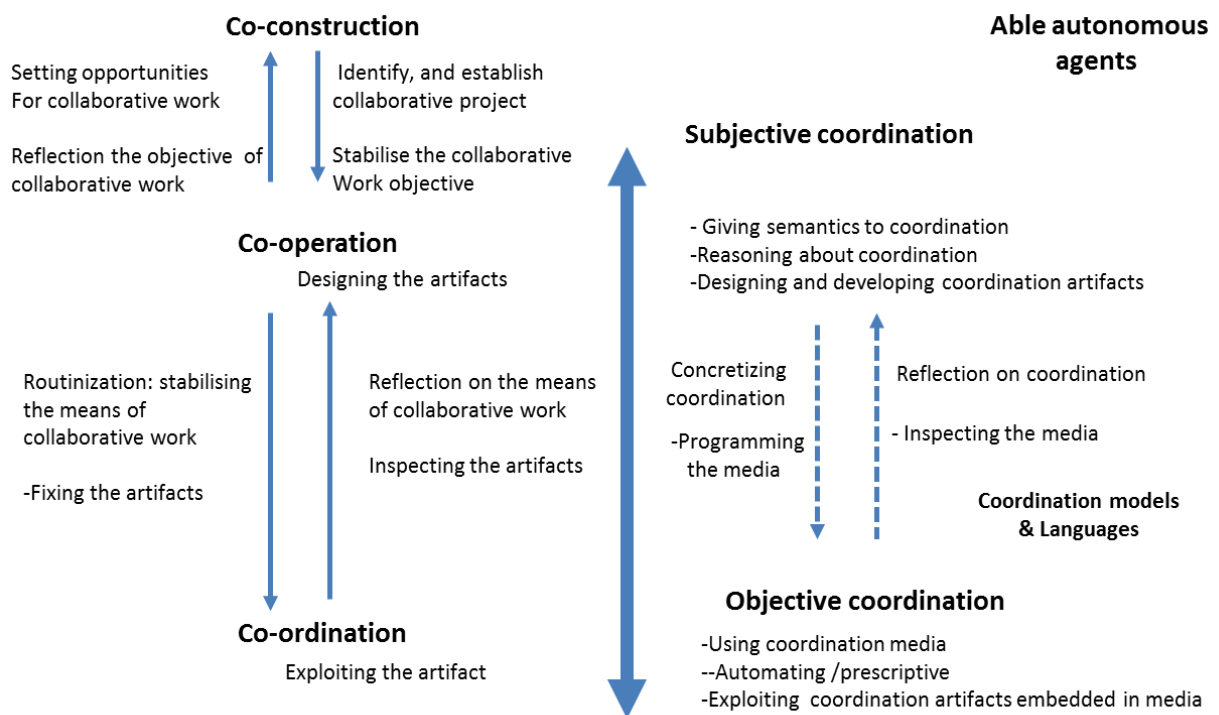 Co-construction
Setting opportunities
For collaborative work
Reflection the objective of
collaborative work
Identify, and establish
collaborative project
Stabilise the collaborative
Work objective
Co-operation
Designing the artifacts
Routinization: stabilising
the means of
collaborative work
-Fixing the artifacts
Reflection on the means
of collaborative work
Inspecting the artifacts
Co-ordination
Exploiting the artifact
Able autonomous
agents
Subjective coordination
- Giving semantics to coordination
-Reasoning about coordination
-Designing and developing coordination artifacts
Concretizing
coordination
-Programming
the media
Reflection on coordination
- Inspecting the media
Coordination models
& Languages
Objective coordination
-Using coordination media
--Automating /prescriptive
-Exploiting coordination artifacts embedded in media